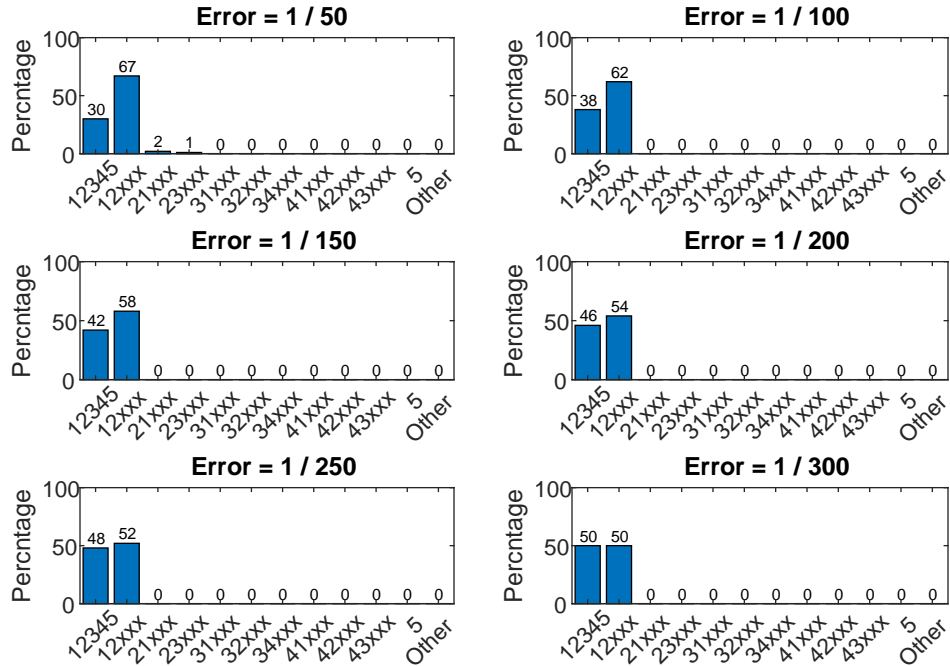 Error = 1 / 50
Percntage
100
50
0
30 67 2 1 0 0 0 0 0 0 0 0
12345 12xxx 21xxx 23xxx 31xxx 32xxx 34xxx 41xxx 42xxx 43xxx 5 Other
Error = 1 / 100
Percntage
100
50
0
38 62 0 0 0 0 0 0 0 0 0 0
12345 12xxx 21xxx 23xxx 31xxx 32xxx 34xxx 41xxx 42xxx 43xxx 5 Other
Error = 1 / 150
Percntage
100
50
0
42 58 0 0 0 0 0 0 0 0 0 0
12345 12xxx 21xxx 23xxx 31xxx 32xxx 34xxx 41xxx 42xxx 43xxx 5 Other
Error = 1 / 200
Percntage
100
50
0
46 54 0 0 0 0 0 0 0 0 0 0
12345 12xxx 21xxx 23xxx 31xxx 32xxx 34xxx 41xxx 42xxx 43xxx 5 Other
Error = 1 / 250
Percntage
100
50
0
48 52 0 0 0 0 0 0 0 0 0 0
12345 12xxx 21xxx 23xxx 31xxx 32xxx 34xxx 41xxx 42xxx 43xxx 5 Other
Error = 1 / 300
Percntage
100
50
0
50 50 0 0 0 0 0 0 0 0 0 0
12345 12xxx 21xxx 23xxx 31xxx 32xxx 34xxx 41xxx 42xxx 43xxx 5 Other